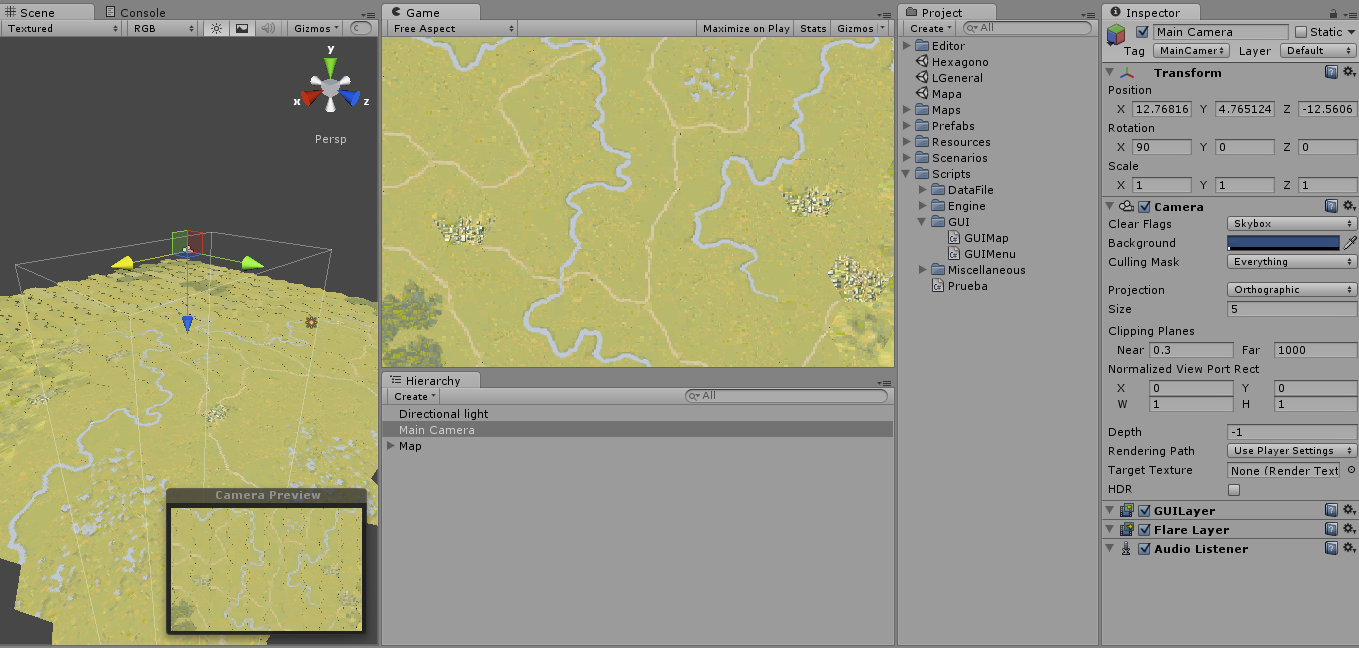 Scene Console
Textured RGB Gizmos
y
x z
Persp
Camera Preview
Game
Free Aspect Maximize on Play Stats Gizmos
Hierarchy
Create All
Directional light
Main Camera
Map
Project
Create All
Editor
Hexagono
LGeneral
Mapa
Maps
Prefabs
Resources
Scenarios
Scripts
DataFile
Engine
GUI
GUIMap
GUIMenu
Miscellaneous
Prueba
Inspector
Main Camera Static
Tag MainCamer Layer Default
Transform
Position
X 12.76816 Y 4.765124 Z -12.5606
Rotation
X 90 Y 0 Z 0
Scale
X 1 Y 1 Z 1
Camera
Clear Flags Skybox
Background
Culling Mask Everything
Projection Orthographic
Size 5
Clipping Planes
Near 0.3 Far 1000
Normalized View Port Rect
X 0 Y 0
W 1 H 1
Depth -1
Rendering Path Use Player Settings
Target Texture None (Render Text
HDR
GUILayer
Flare Layer
Audio Listener